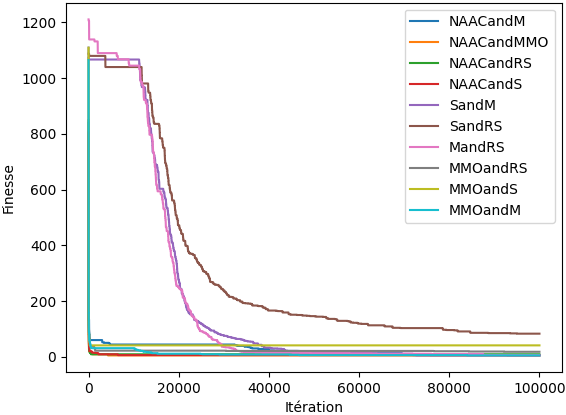 1200
1000
800
600
400
200
0
Finesse
NAACandM
NAACandMMO
NAACandRS
NAACandS
SandM
SandRS
MandRS
MMOandRS
MMOandS
MMOandM
0 20000 40000 60000 80000 100000
Itération